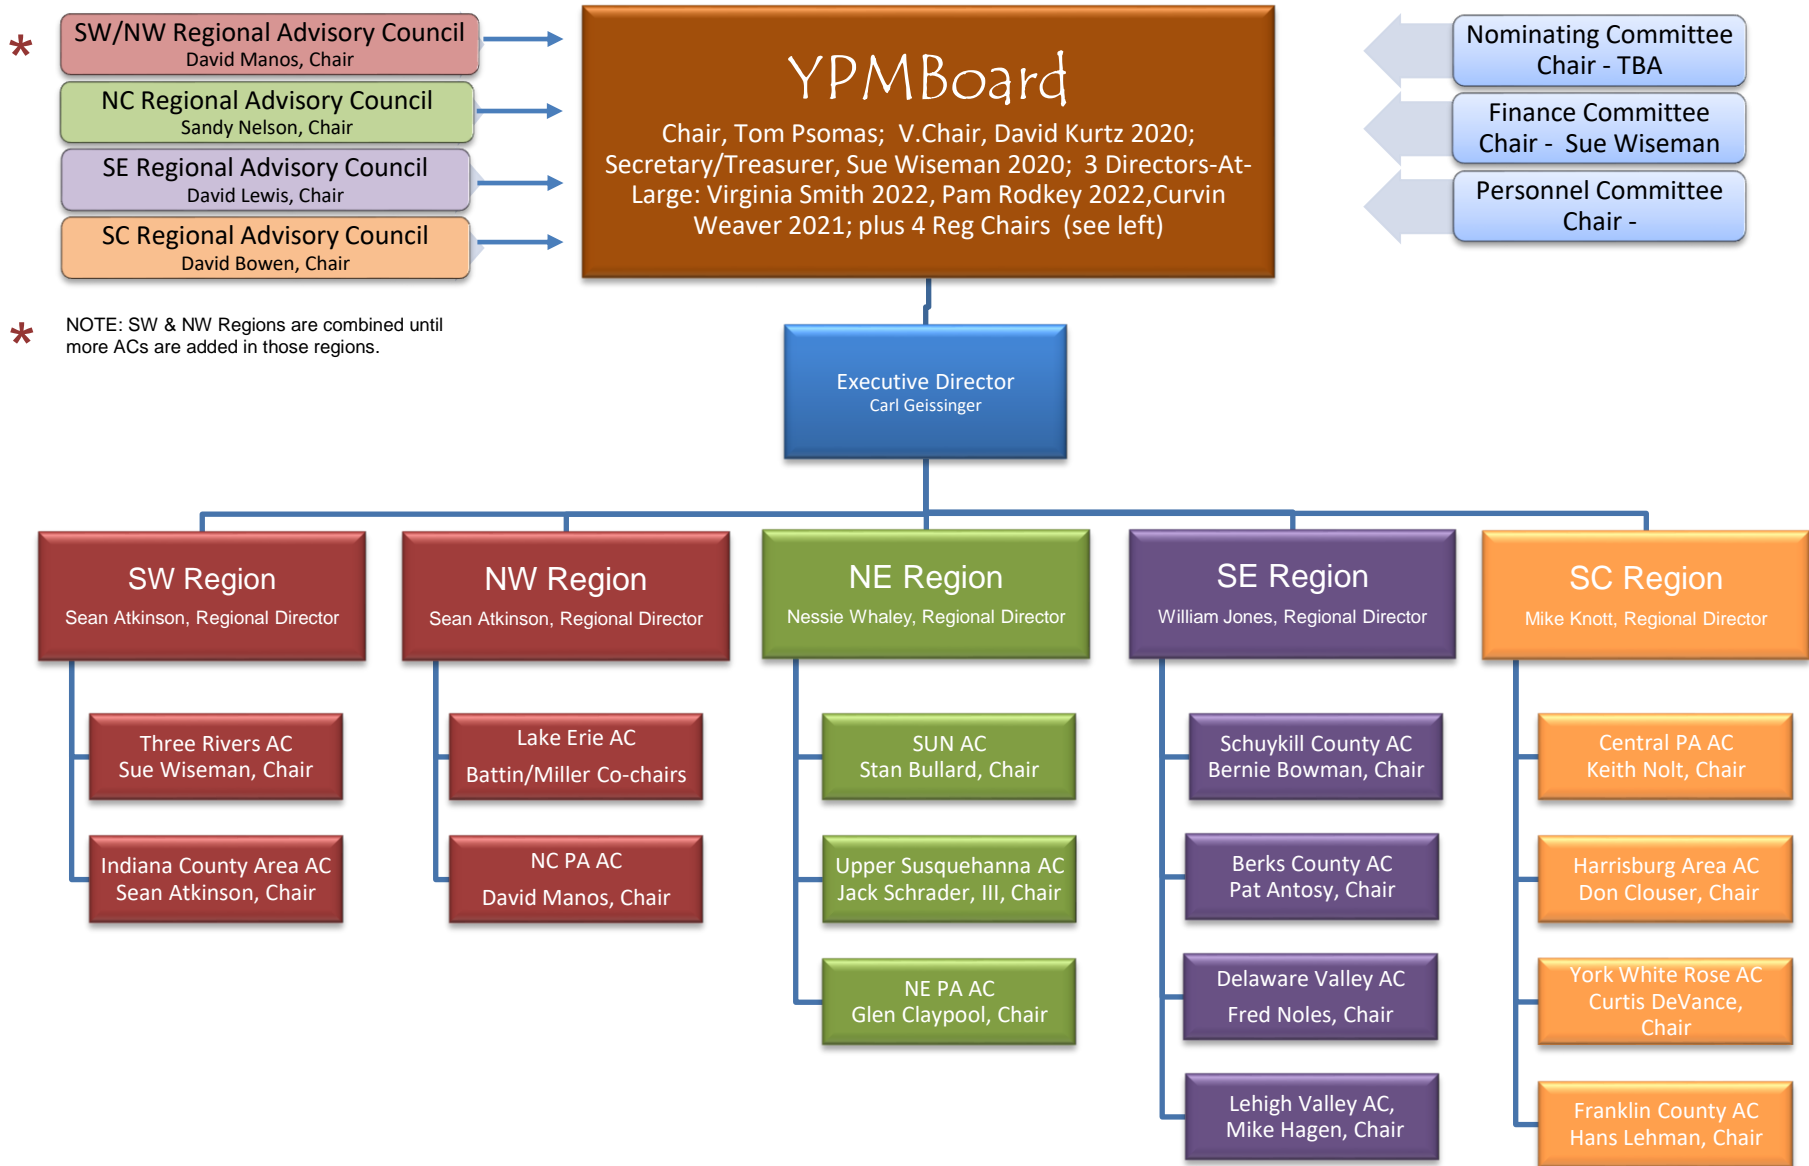 *
SW/NW Regional Advisory Council
David Manos, Chair
NC Regional Advisory Council
Sandy Nelson, Chair
SE Regional Advisory Council
David Lewis, Chair
SC Regional Advisory Council
David Bowen, Chair
*
NOTE: SW & NW Regions are combined until
more ACs are added in those regions.
YPMBoard
Chair, Tom Psomas;  V.Chair, David Kurtz 2020;
Secretary/Treasurer, Sue Wiseman 2020;  3 Directors-At-
Large: Virginia Smith 2022, Pam Rodkey 2022,Curvin
Weaver 2021; plus 4 Reg Chairs  (see left)
Nominating Committee
Chair - TBA
Finance Committee
Chair -  Sue Wiseman
Personnel Committee
Chair -
Executive Director
Carl Geissinger
SW Region
Sean Atkinson, Regional Director
Three Rivers AC
Sue Wiseman, Chair
Indiana County Area AC
Sean Atkinson, Chair
NW Region
Sean Atkinson, Regional Director
Lake Erie AC
Battin/Miller Co-chairs
NC PA AC
David Manos, Chair
NE Region
Nessie Whaley, Regional Director
SUN AC
Stan Bullard, Chair
Upper Susquehanna AC
Jack Schrader, III, Chair
NE PA AC
Glen Claypool, Chair
SE Region
William Jones, Regional Director
Schuykill County AC
Bernie Bowman, Chair
Berks County AC
Pat Antosy, Chair
Delaware Valley AC
Fred Noles, Chair
Lehigh Valley AC,
Mike Hagen, Chair
SC Region
Mike Knott, Regional Director
Central PA AC
Keith Nolt, Chair
Harrisburg Area AC
Don Clouser, Chair
York White Rose AC
Curtis DeVance,
Chair
Franklin County AC
Hans Lehman, Chair